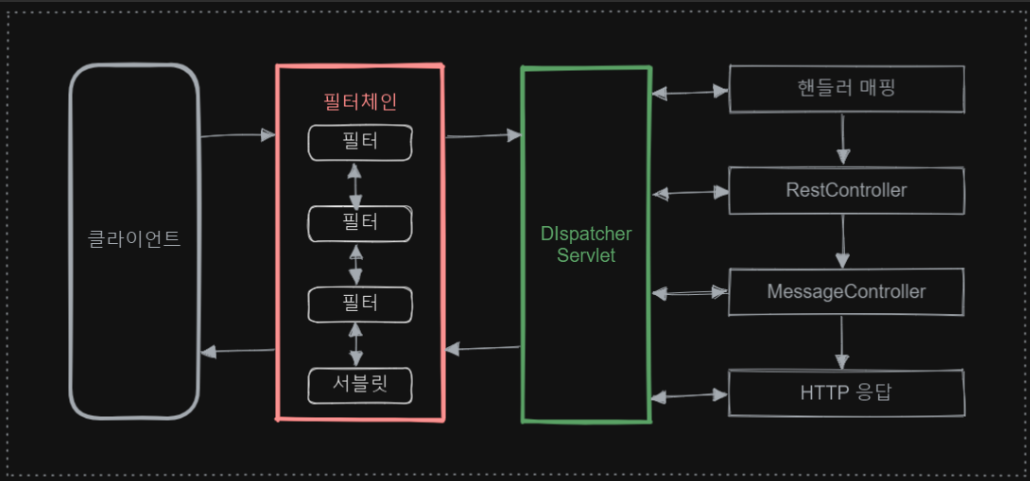 클라이언트
필터체인
필터
필터
필터
서블릿
DIspatcher
Servlet
핸들러 매핑
RestController
MessageController
HTTP 응답